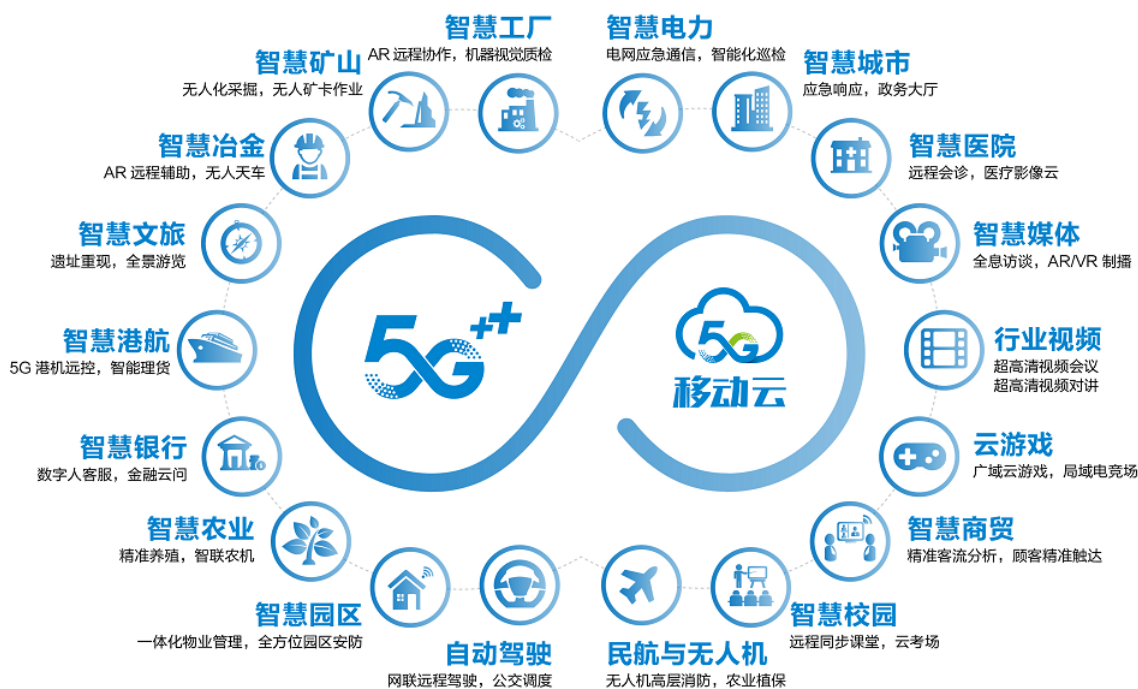 智慧工厂
AR 远程协作，机器视觉质检
智慧电力
电网应急通信，智能化巡检
智慧矿山
无人化采掘，无人矿卡作业
智慧城市
应急响应，政务大厅
智慧冶金
AR 远程辅助，无人天车
智慧医院
远程会诊，医疗影像云
智慧文旅
遗址重现，全景游览
智慧媒体
全息访谈，AR/VR 制播
智慧港航
5G 港机远控，智能理货
5G++
5G
移动云
行业视频
超高清视频会议
超高清视频对讲
智慧银行
数字人客服，金融云问
云游戏
广域云游戏，局域电竞场
智慧农业
精准养殖，智联农机
智慧商贸
精准客流分析，顾客精准触达
智慧园区
一体化物业管理，全方位园区安防
智慧校园
远程同步课堂，云考场
自动驾驶
网联远程驾驶，公交调度
民航与无人机
无人机高层消防，农业植保